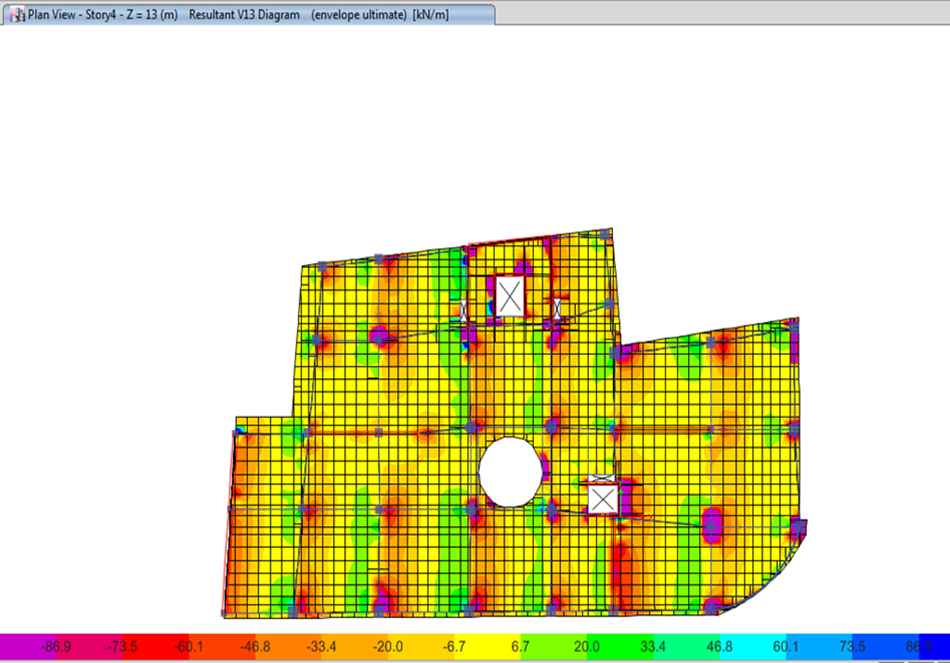 Plan View - Story4 - Z = 13 (m) Resultant V13 Diagram (envelope ultimate) [kN/m]
-86.9 -73.5 -60.1 -46.8 -33.4 -20.0 -6.7 6.7 20.0 33.4 46.8 60.1 73.5 86.9